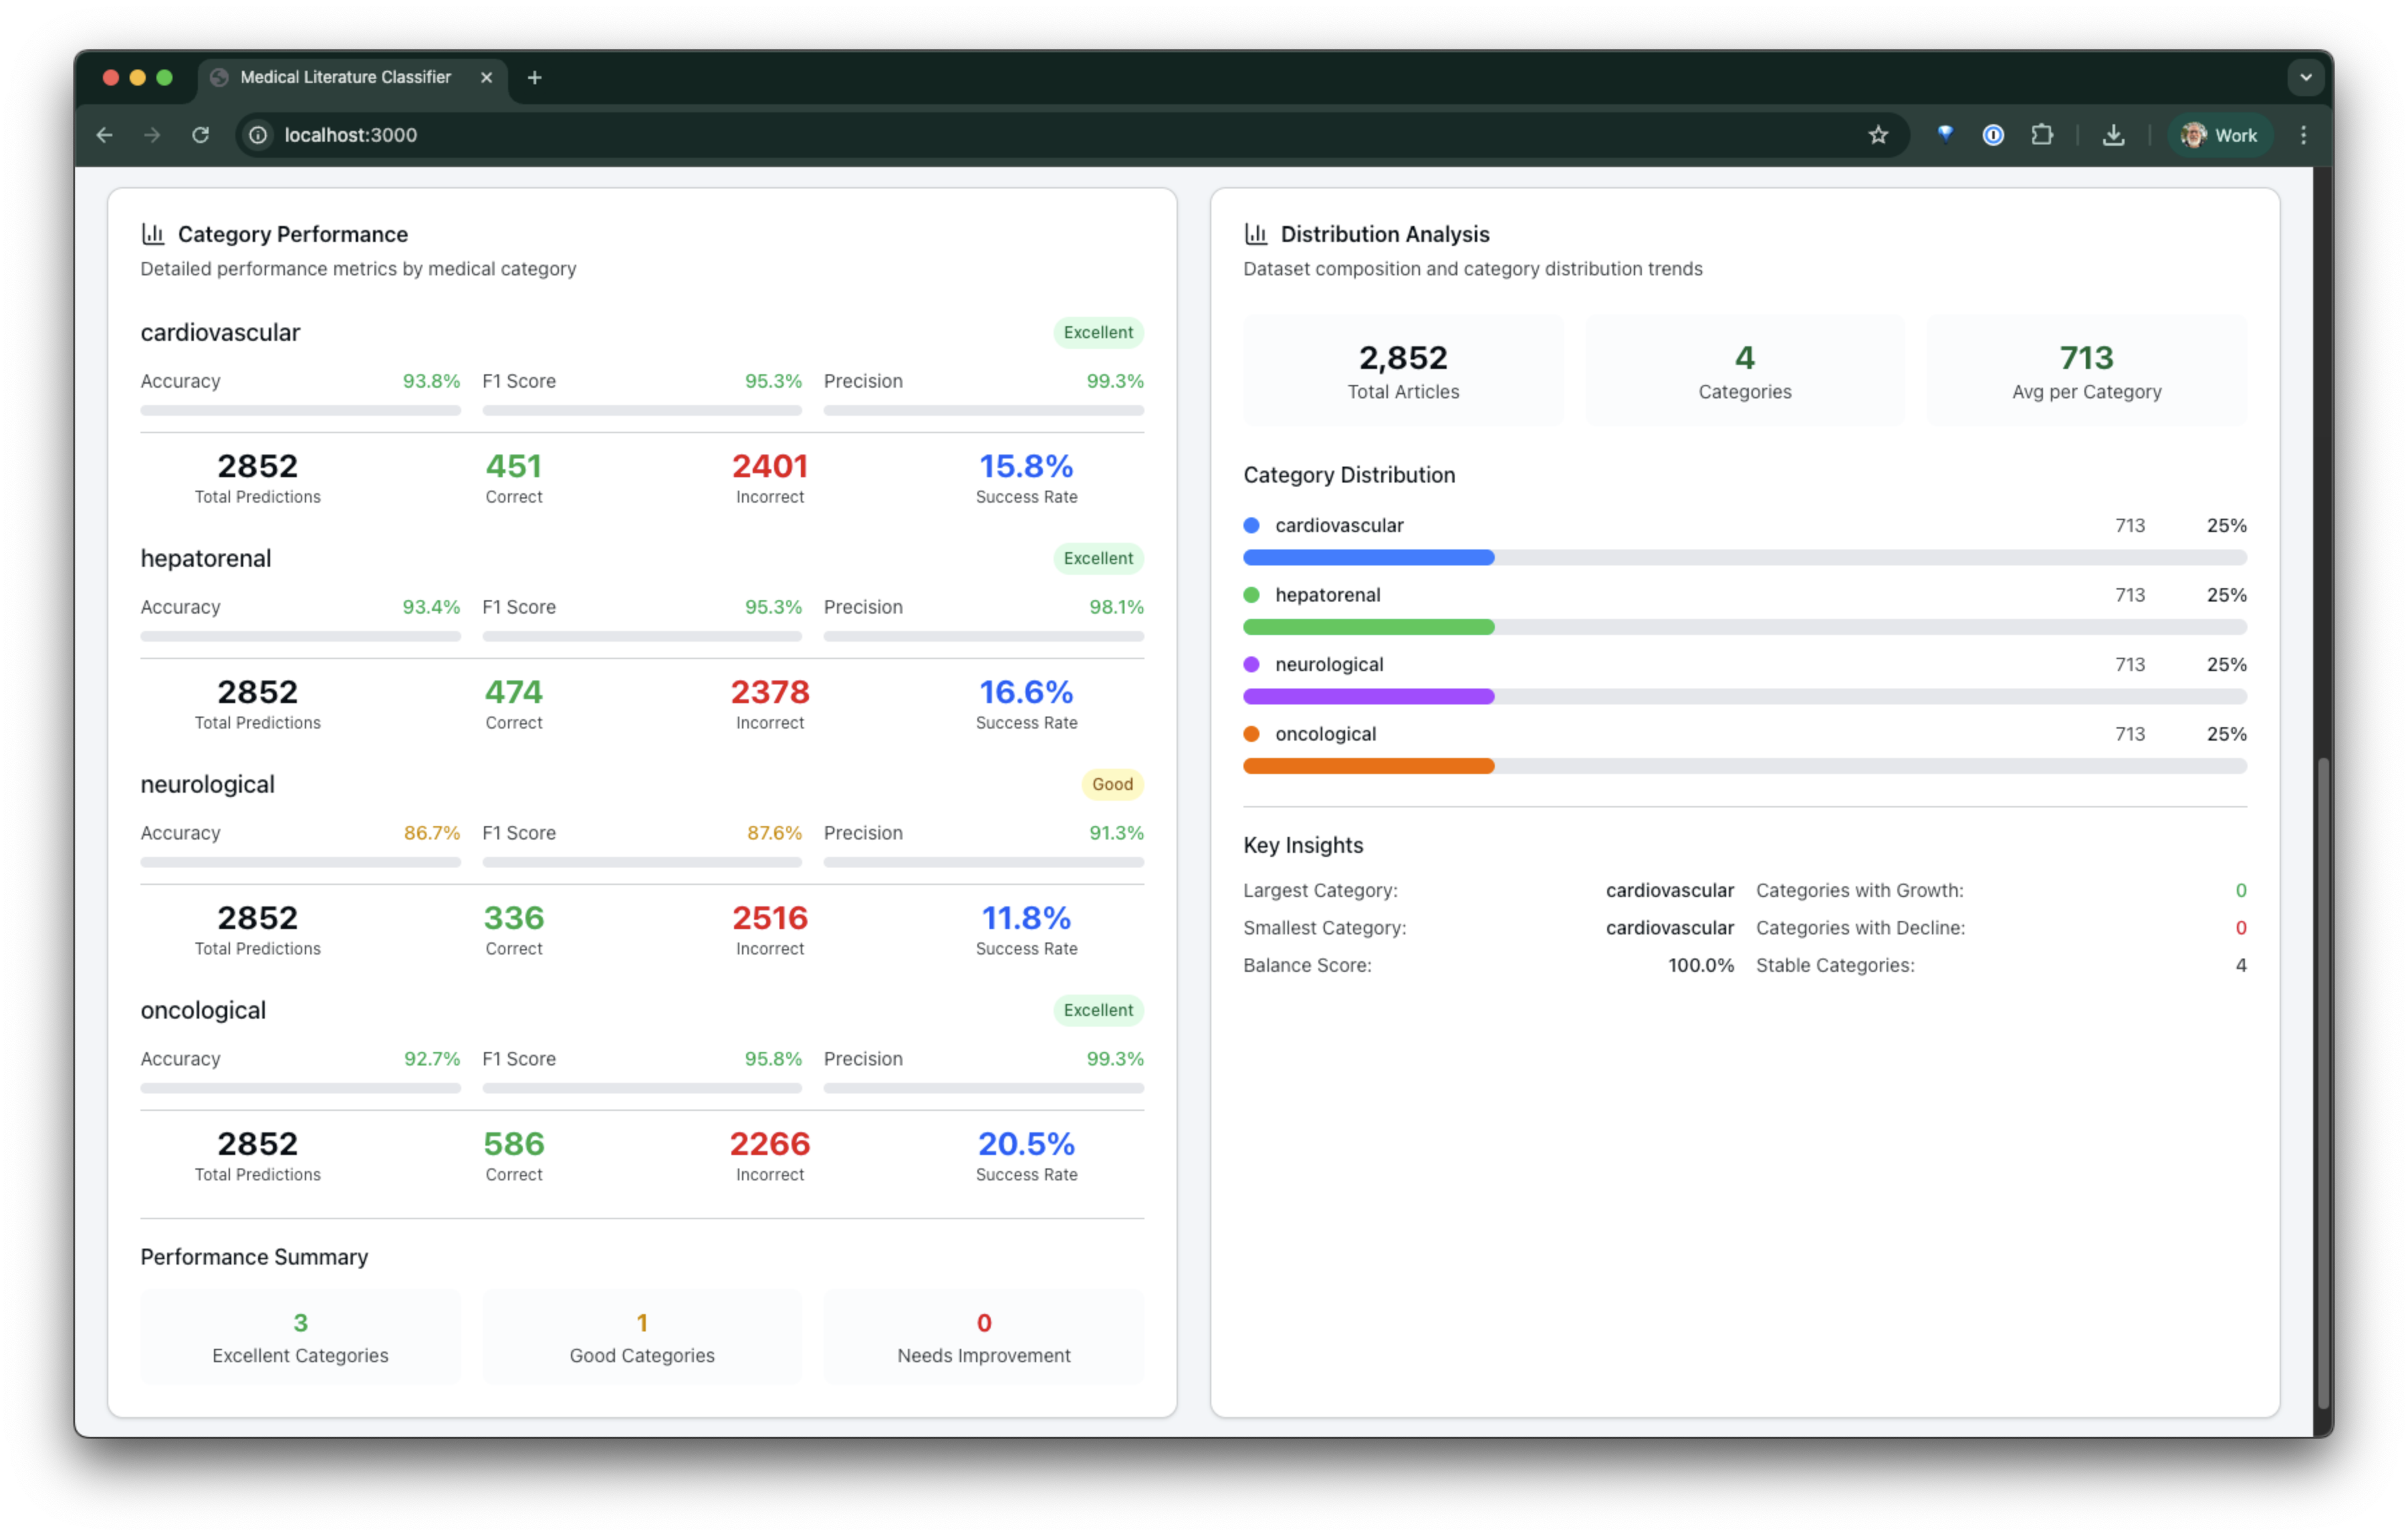 Medical Literature Classifier
localhost:3000
Work
Category Performance
Detailed performance metrics by medical category
cardiovascular Excellent
Accuracy 93.8% F1 Score 95.3% Precision 99.3%
2852 451 2401 15.8%
Total Predictions Correct Incorrect Success Rate
hepatorenal Excellent
Accuracy 93.4% F1 Score 95.3% Precision 98.1%
2852 474 2378 16.6%
Total Predictions Correct Incorrect Success Rate
neurological Good
Accuracy 86.7% F1 Score 87.6% Precision 91.3%
2852 336 2516 11.8%
Total Predictions Correct Incorrect Success Rate
oncological Excellent
Accuracy 92.7% F1 Score 95.8% Precision 99.3%
2852 586 2266 20.5%
Total Predictions Correct Incorrect Success Rate
Performance Summary
3 1 0
Excellent Categories Good Categories Needs Improvement
Distribution Analysis
Dataset composition and category distribution trends
2,852 4 713
Total Articles Categories Avg per Category
Category Distribution
cardiovascular 713 25%
hepatorenal 713 25%
neurological 713 25%
oncological 713 25%
Key Insights
Largest Category: cardiovascular Categories with Growth: 0
Smallest Category: cardiovascular Categories with Decline: 0
Balance Score: 100.0% Stable Categories: 4